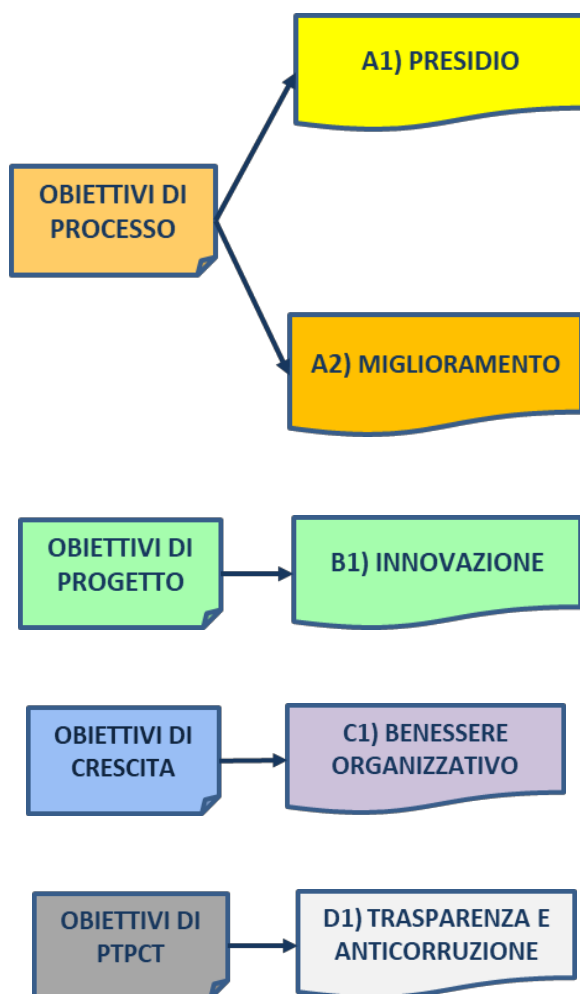 A1) PRESIDIO
OBIETTIVI DI
PROCESSO
A2) MIGLIORAMENTO
OBIETTIVI DI
PROGETTO
B1) INNOVAZIONE
OBIETTIVI DI
CRESCITA
C1) BENESSERE
ORGANIZZATIVO
OBIETTIVI DI
PTPCT
D1) TRASPARENZA E
ANTICORRUZIONE